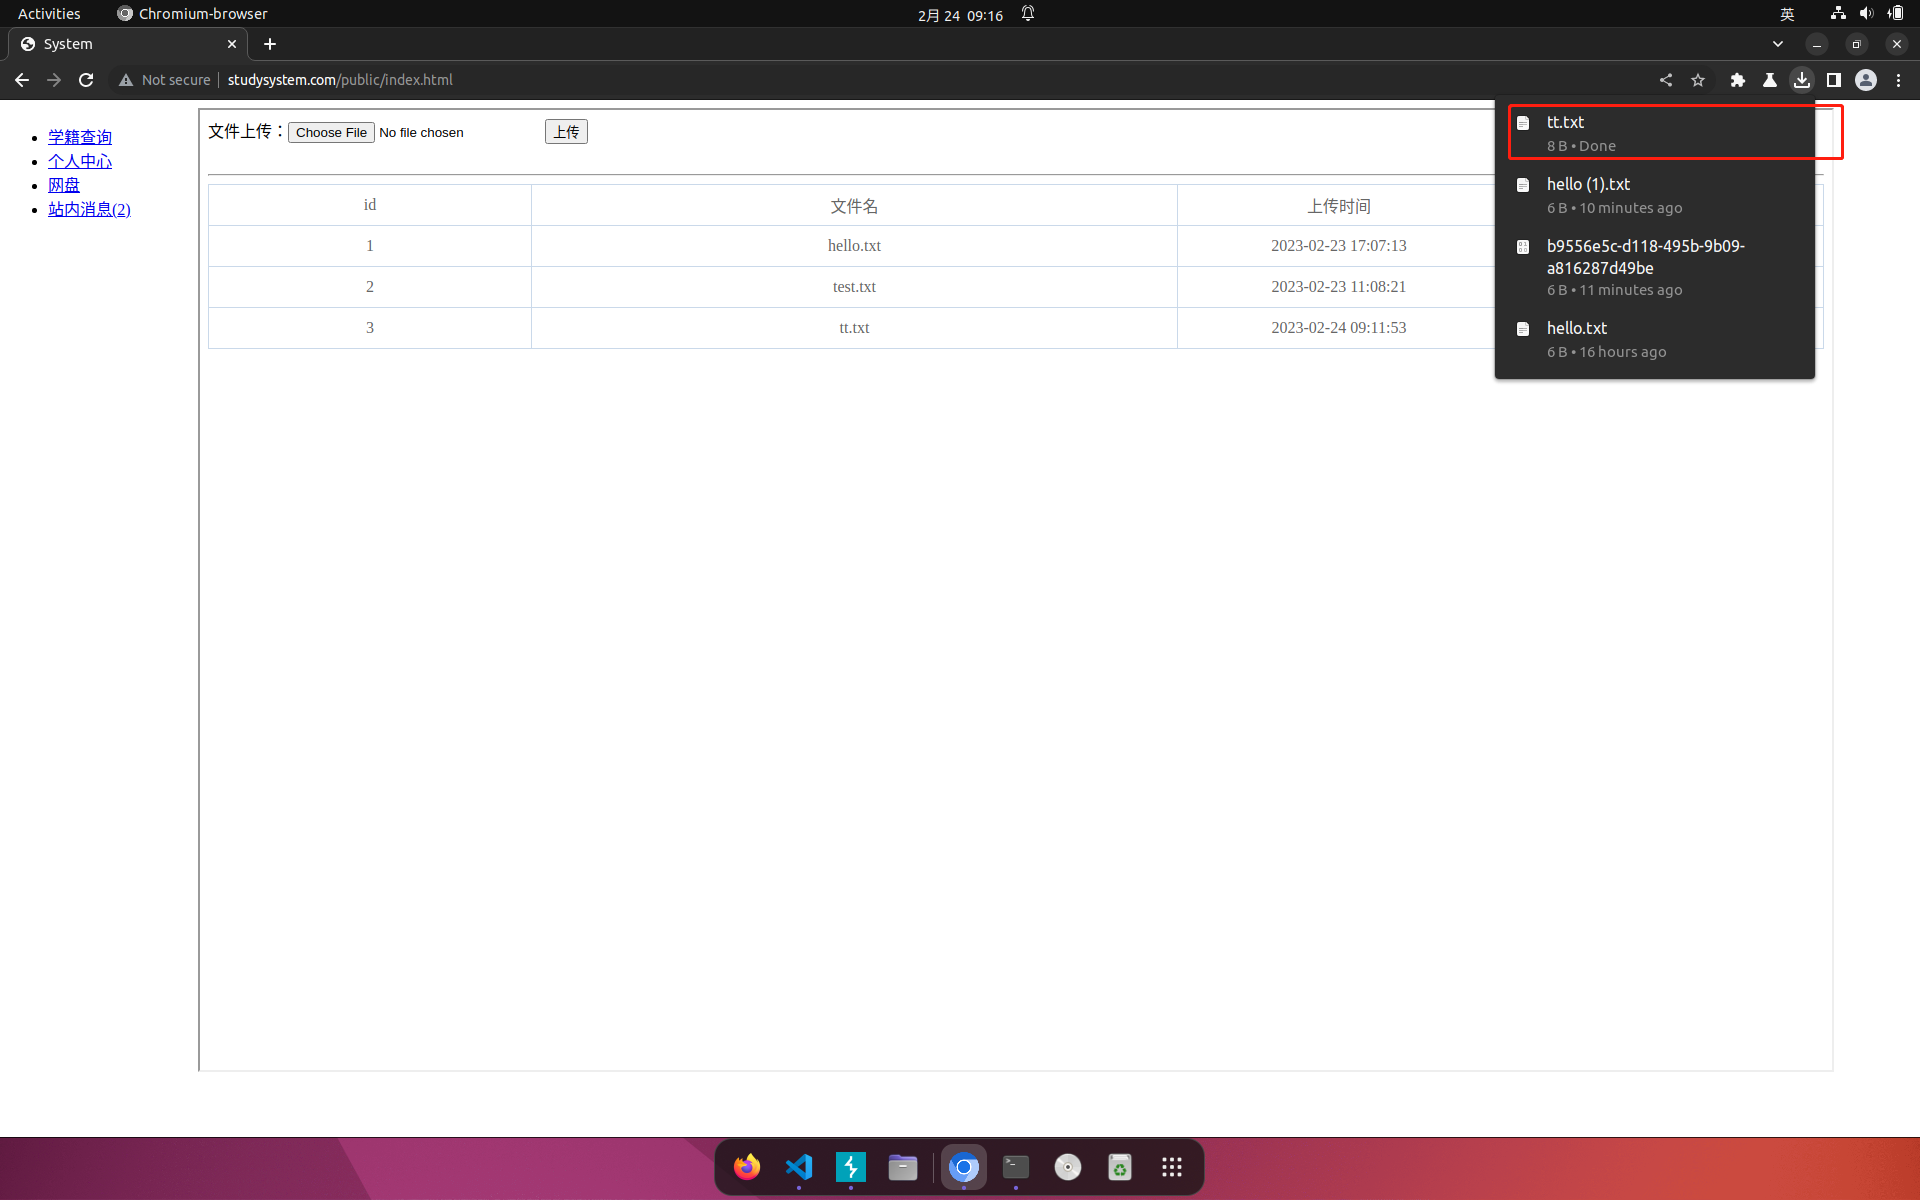 Activities
Chromium-browser
2月 24 09:16
英
System
Not secure
studysystem.com/public/index.html
学籍查询
个人中心
网盘
站内消息(2)
文件上传：Choose File No file chosen 上传
id 文件名 上传时间
1 hello.txt 2023-02-23 17:07:13
2 test.txt 2023-02-23 11:08:21
3 tt.txt 2023-02-24 09:11:53
tt.txt
8 B • Done
hello (1).txt
6 B • 10 minutes ago
b9556e5c-d118-495b-9b09-
a816287d49be
6 B • 11 minutes ago
hello.txt
6 B • 16 hours ago